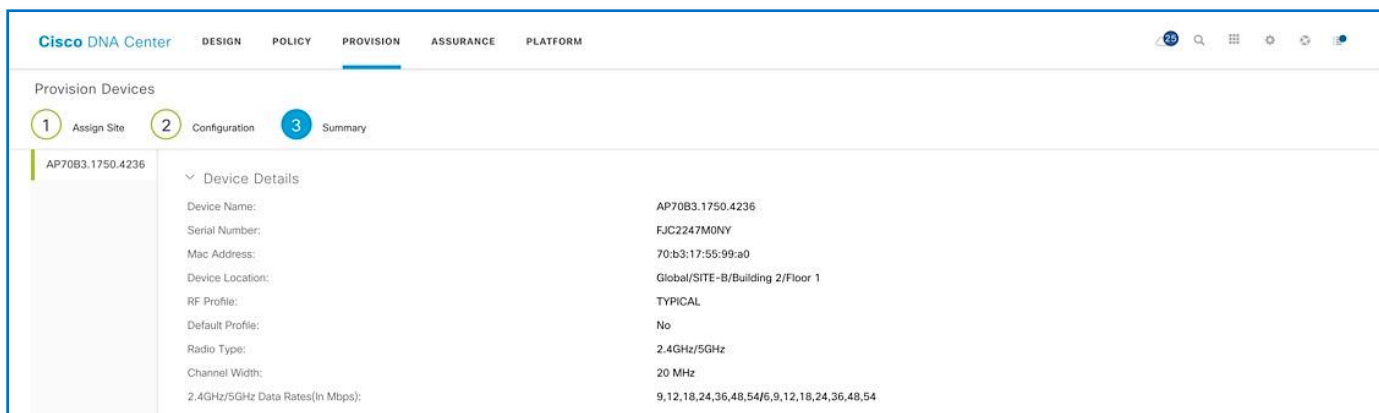 Cisco DNA Center DESIGN POLICY PROVISION ASSURANCE PLATFORM 25
Provision Devices
1 Assign Site 2 Configuration 3 Summary
AP70B3.1750.4236
Device Details
Device Name: AP70B3.1750.4236
Serial Number: FJC2247M0NY
Mac Address: 70:b3:17:55:99:a0
Device Location: Global/SITE-B/Building 2/Floor 1
RF Profile: TYPICAL
Default Profile: No
Radio Type: 2.4GHz/5GHz
Channel Width: 20 MHz
2.4GHz/5GHz Data Rates(In Mbps): 9,12,18,24,36,48,54/6,9,12,18,24,36,48,54